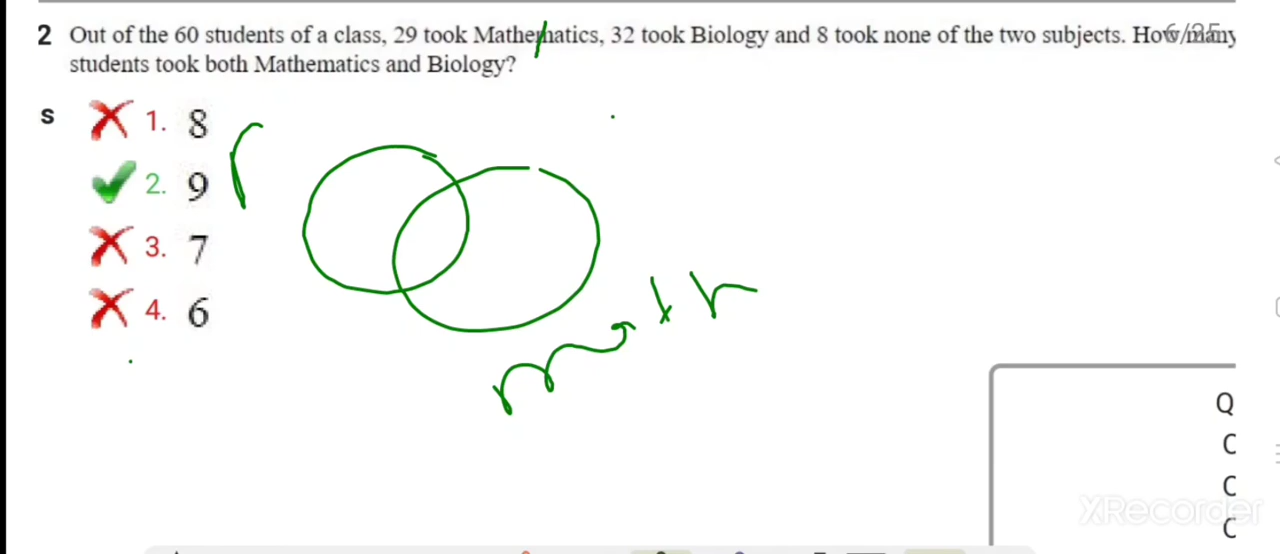 2 Out of the 60 students of a class, 29 took Mathematics, 32 took Biology and 8 took none of the two subjects. How many
6/35
students took both Mathematics and Biology?
S
1. 8
2. 9
3. 7
4. 6
math
Q
C
C
C
XRecorder